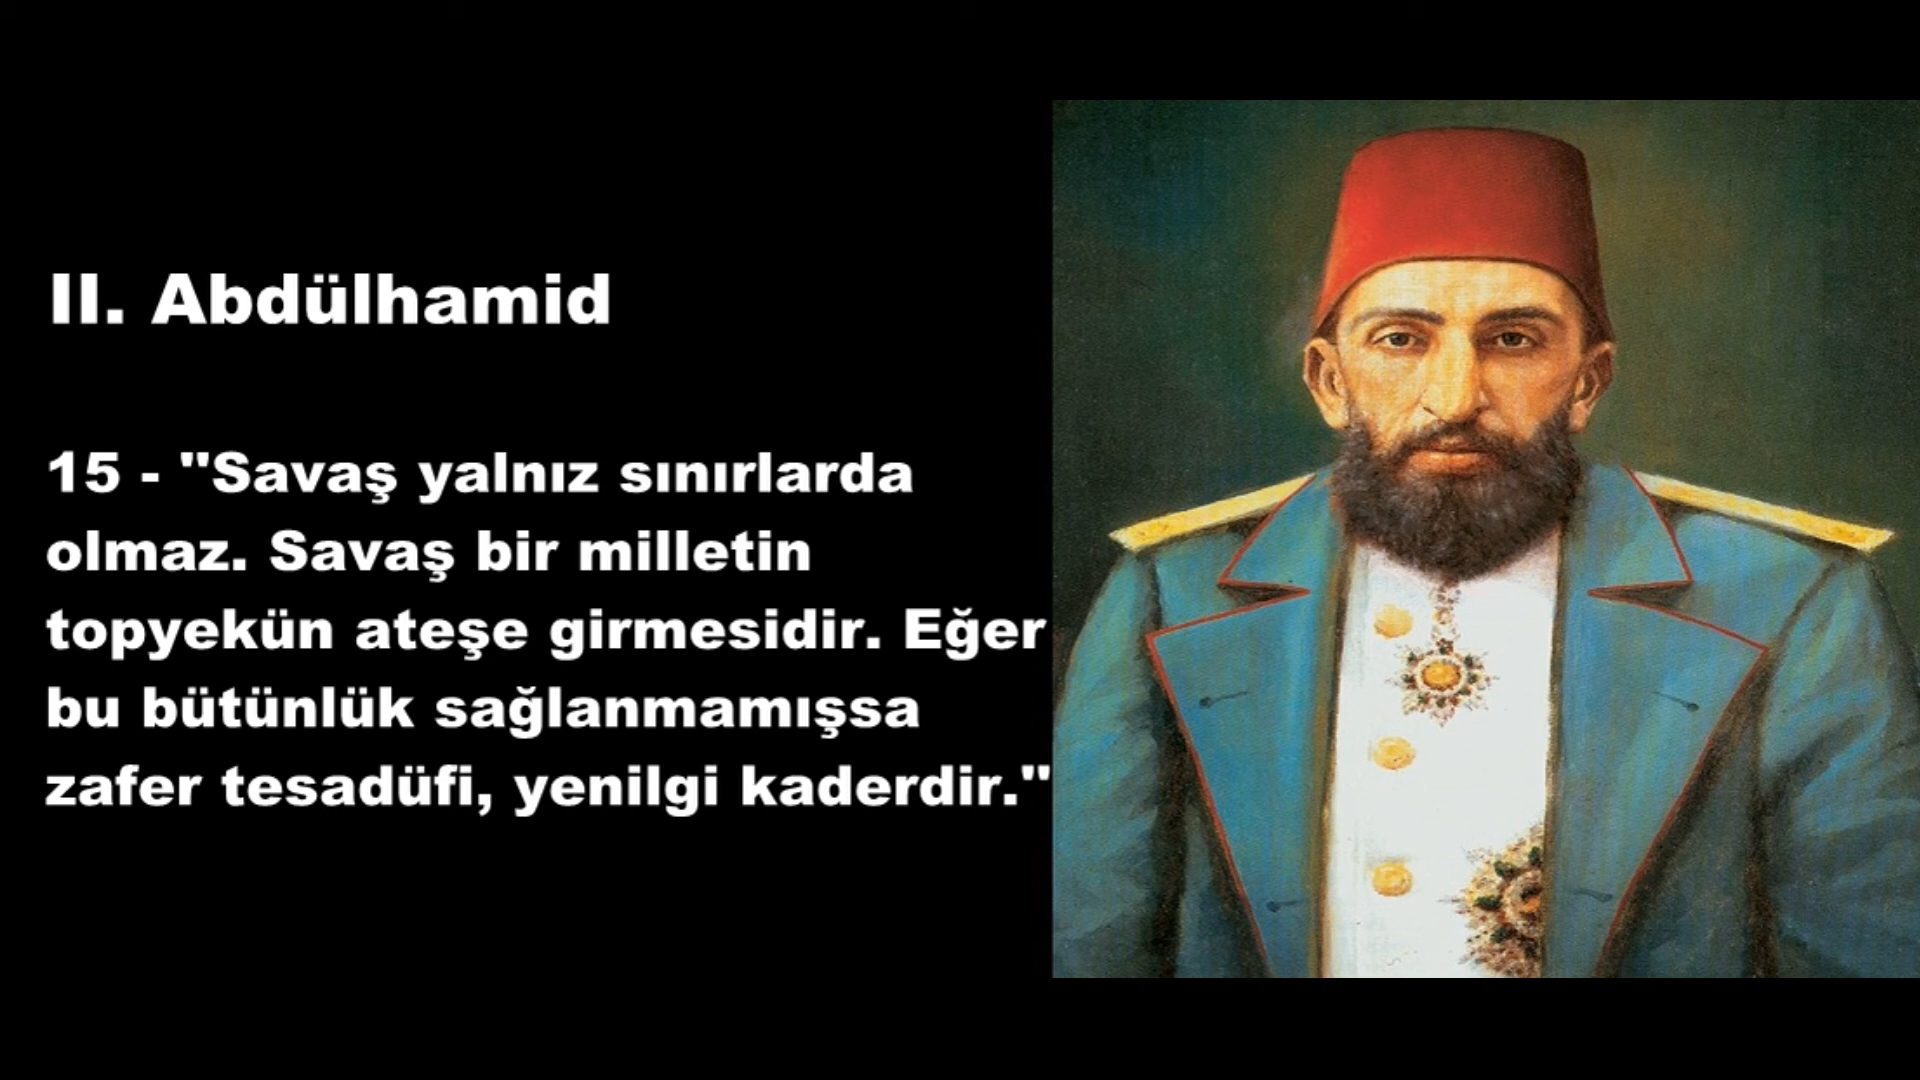 II. Abdülhamid
15 - "Savaş yalnız sınırlarda
olmaz. Savaş bir milletin
topyekün ateşe girmesidir. Eğer
bu bütünlük sağlanmamışsa
zafer tesadüfi, yenilgi kaderdir."